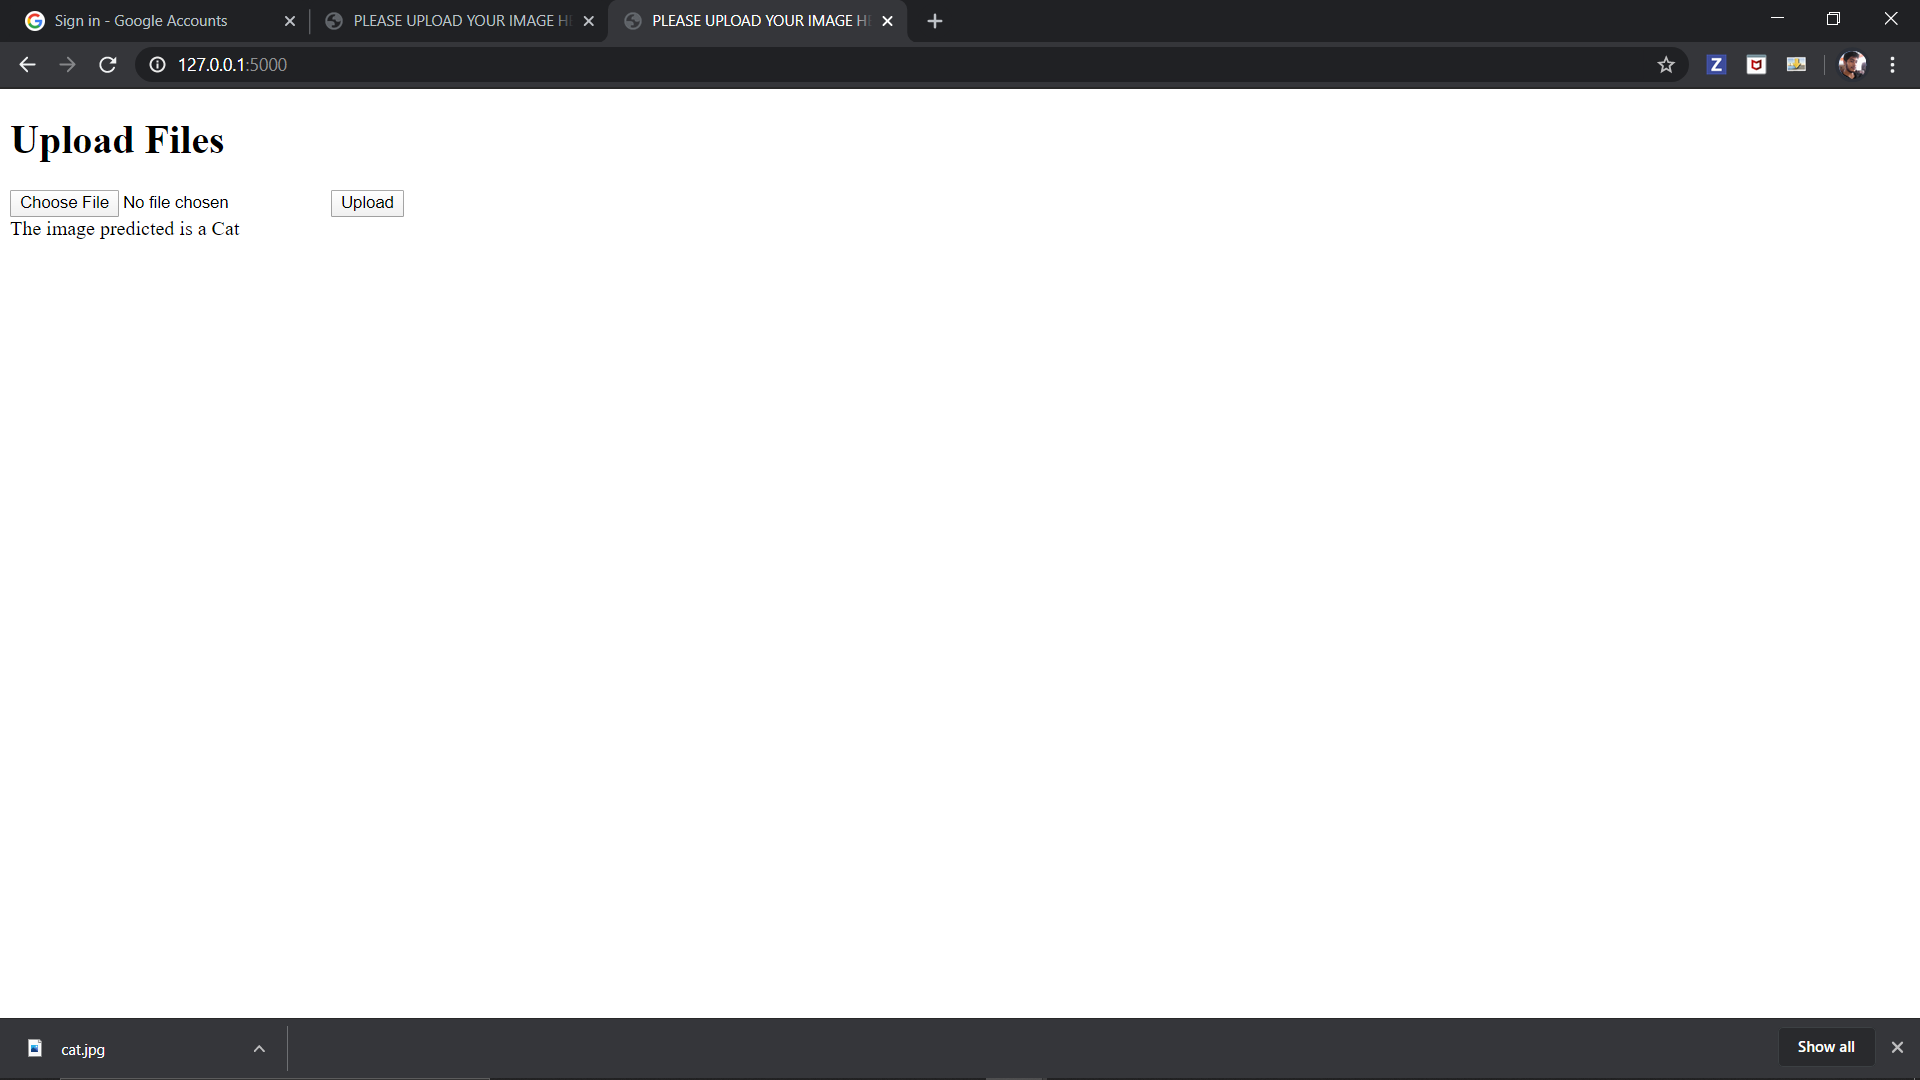 Sign in - Google Accounts
PLEASE UPLOAD YOUR IMAGE H
PLEASE UPLOAD YOUR IMAGE H
127.0.0.1:5000
Z
Upload Files
Choose File No file chosen Upload
The image predicted is a Cat
cat.jpg
Show all